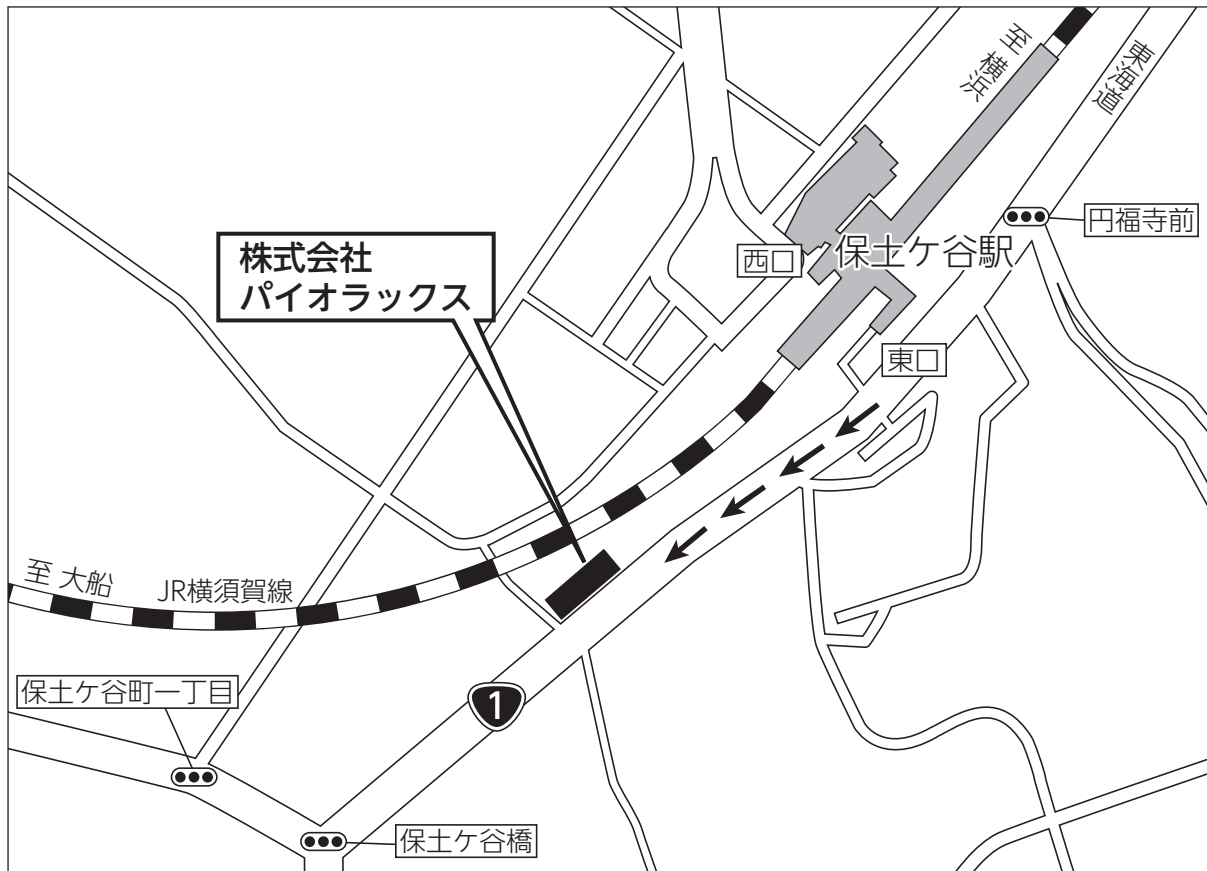 至横浜
東海道
円福寺前
株式会社
パイオラックス
西口
保土ケ谷駅
東口
至 大船
JR横須賀線
保土ケ谷町一丁目
1
保土ケ谷橋